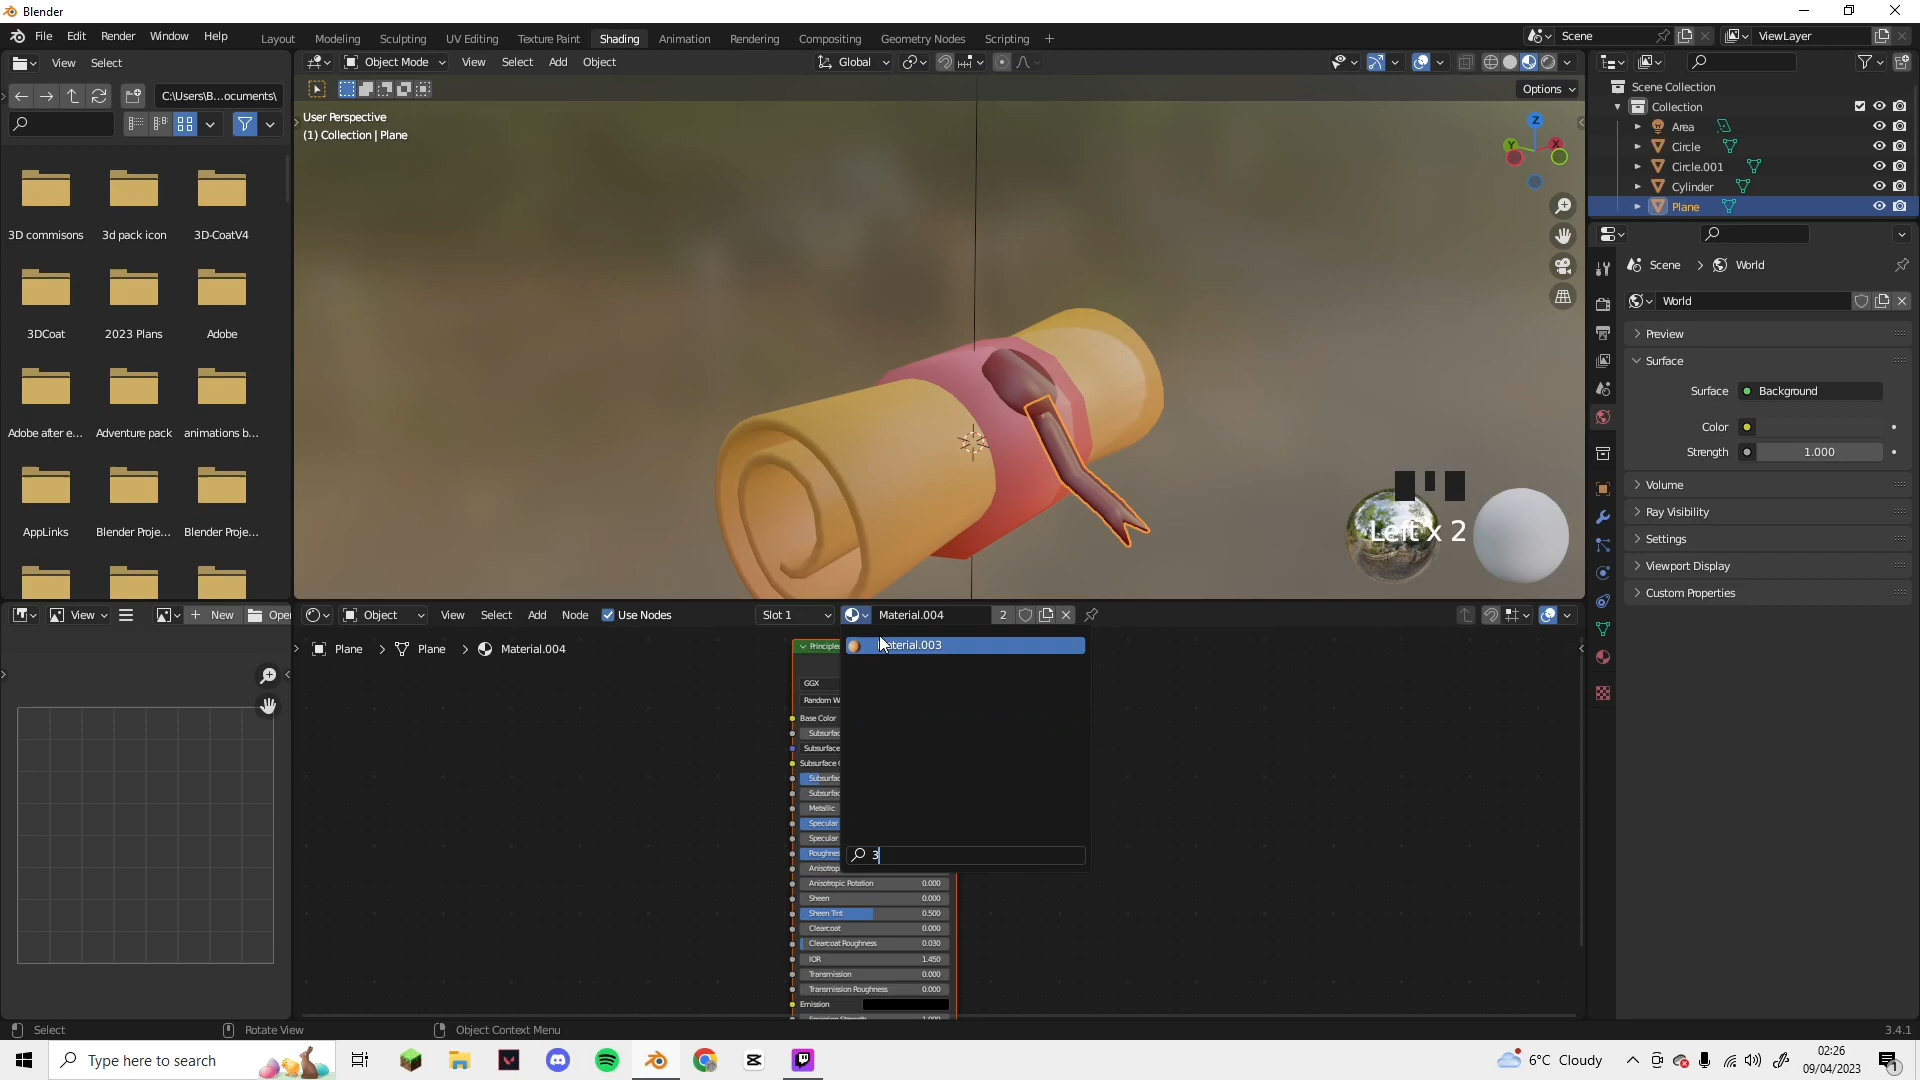 Blender
File Edit Render Window Help
Layout Modeling Sculpting UV Editing Texture Paint Shading Animation Rendering Compositing Geometry Nodes Scripting +
Scene
ViewLayer
View Select
Object Mode View Select Add Object
Global
C:\Users\B...ocuments\
Options
User Perspective
(1) Collection | Plane
Z
Y
X
3D commisons 3d pack icon 3D-CoatV4
3DCoat 2023 Plans Adobe
Adobe after e... Adventure pack animations b...
AppLinks Blender Proje... Blender Proje...
Scene Collection
Collection
Area
Circle
Circle.001
Cylinder
Plane
Scene > World
World
Preview
Surface
Surface Background
Color
Strength 1.000
Volume
Ray Visibility
Settings
Viewport Display
Custom Properties
Left x 2
View New Open
Object View Select Add Node Use Nodes
Slot 1 Material.004 2
Plane > Plane > Material.004
GGX
Base Color
Metallic
Specular
Anisotropic Rotation 0.000
Sheen 0.000
Sheen Tint 0.500
Clearcoat 0.000
Clearcoat Roughness 0.030
IOR 1.450
Transmission 0.000
Transmission Roughness 0.000
Emission
3
Select Rotate View Object Context Menu
3.4.1
Type here to search
6°C Cloudy
02:26
09/04/2023
1